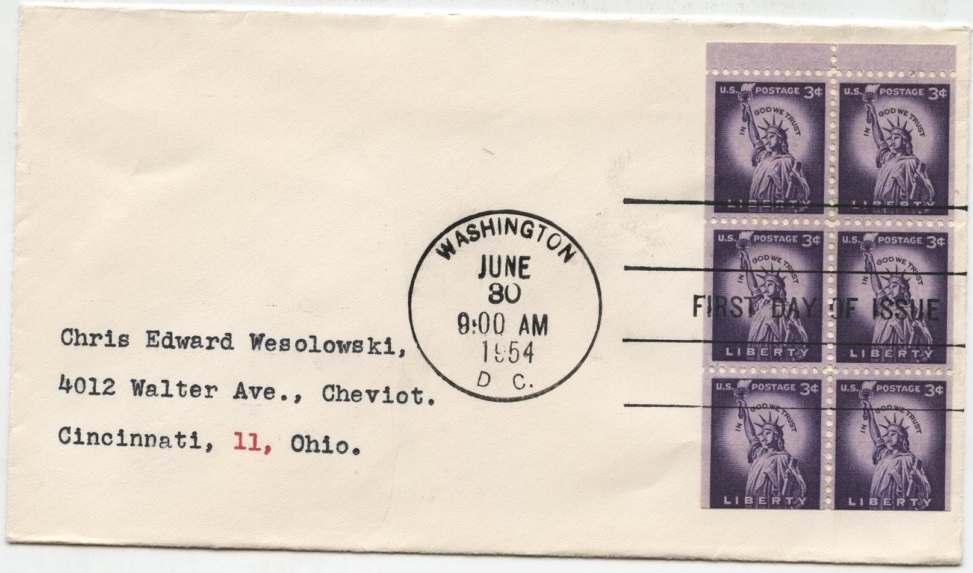 U.S. POSTAGE 3¢
IN GOD WE TRUST
LIBERTY
U.S. POSTAGE 3¢
IN GOD WE TRUST
LIBERTY
U.S. POSTAGE 3¢
IN GOD WE TRUST
LIBERTY
U.S. POSTAGE 3¢
IN GOD WE TRUST
LIBERTY
U.S. POSTAGE 3¢
IN GOD WE TRUST
LIBERTY
U.S. POSTAGE 3¢
IN GOD WE TRUST
LIBERTY
FIRST DAY OF ISSUE
WASHINGTON
JUNE
30
9:00 AM
1954
D C.
Chris Edward Wesolowski,
4012 Walter Ave., Cheviot.
Cincinnati, 11, Ohio.